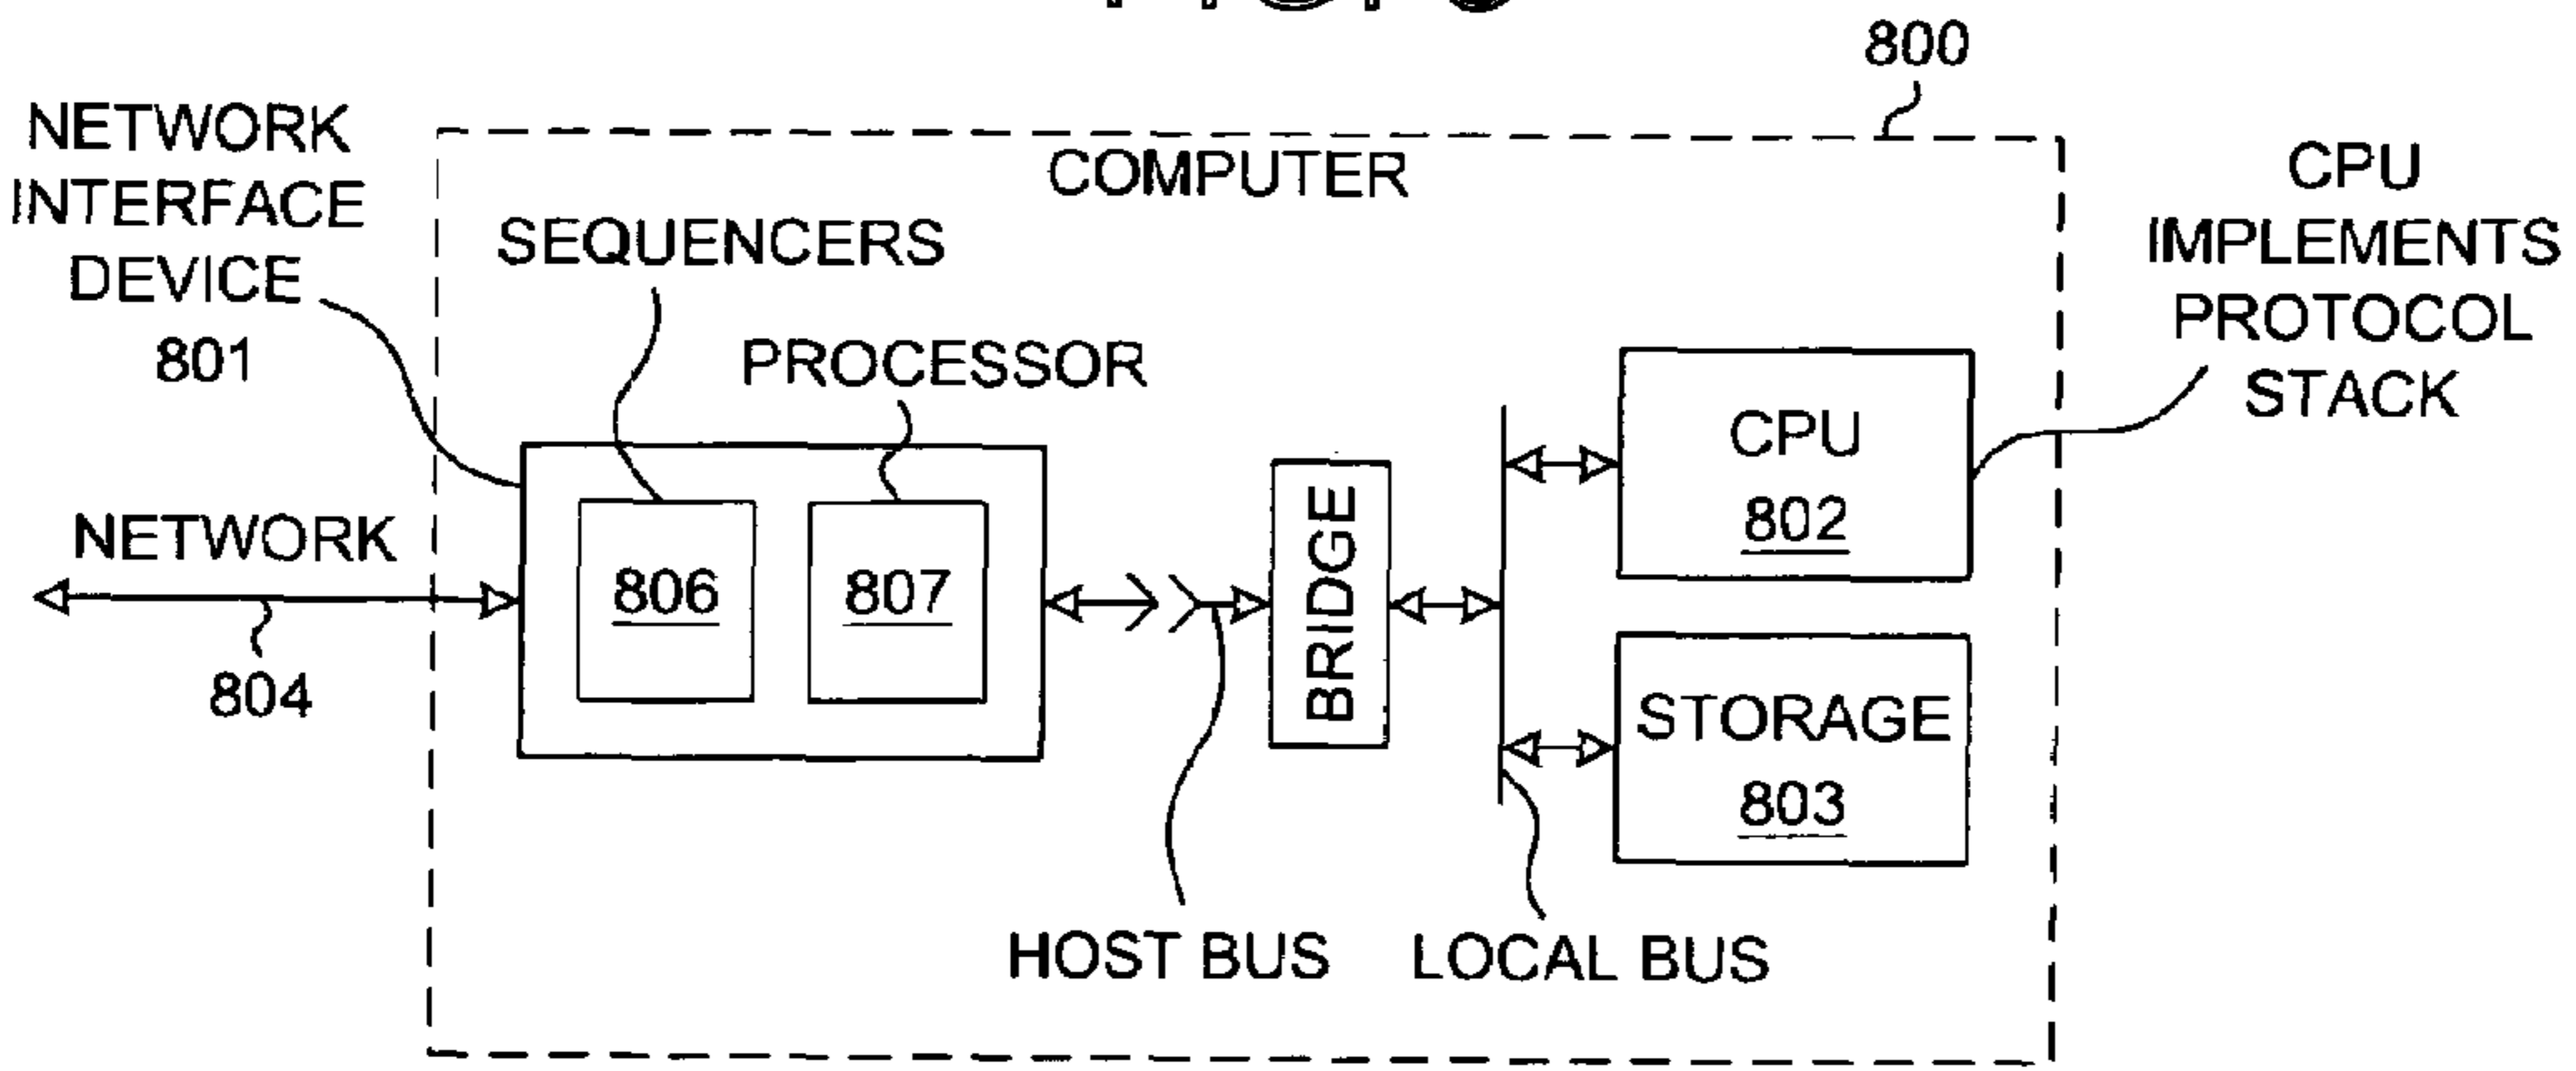 800
NETWORK
INTERFACE
DEVICE
801
COMPUTER
SEQUENCERS
PROCESSOR
CPU
IMPLEMENTS
PROTOCOL
STACK
NETWORK
804
806
807
BRIDGE
CPU
802
STORAGE
803
HOST BUS
LOCAL BUS